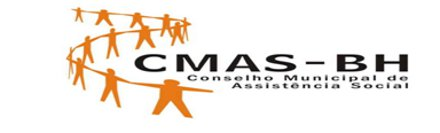 CMAS-BH
Conselho Municipal de
Assistência Social